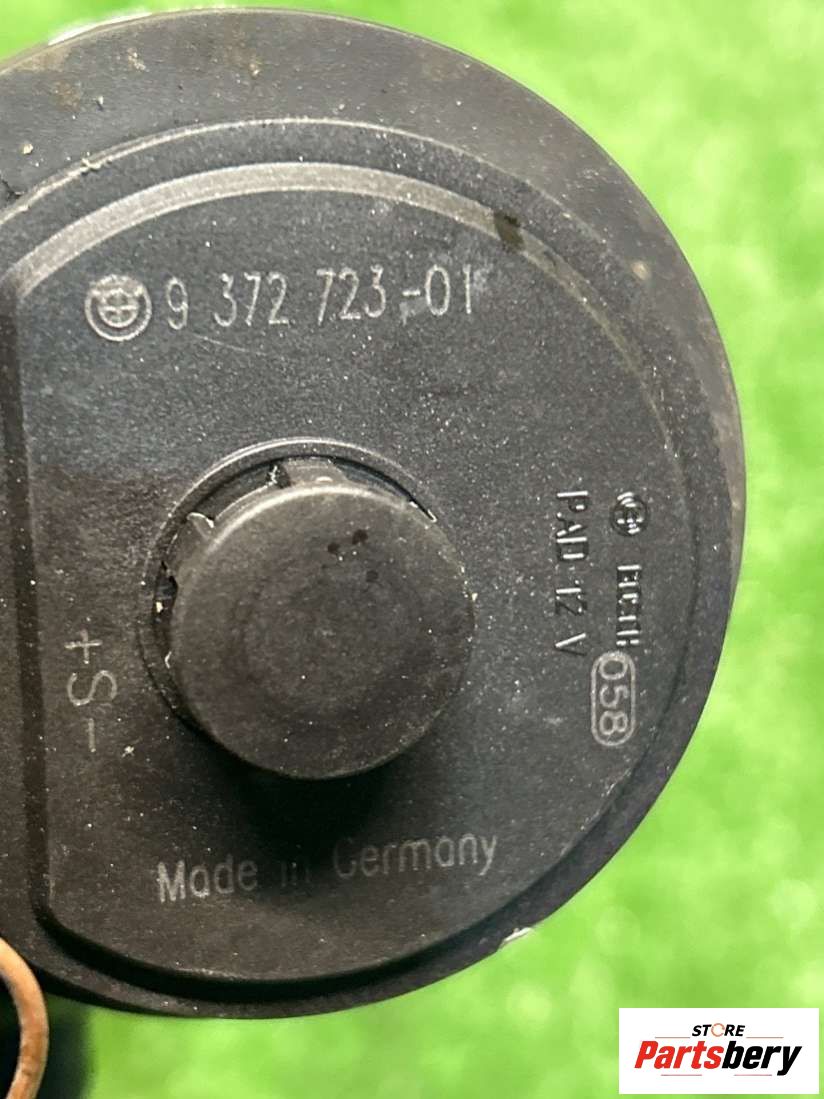 9 372 723-01
PAD 12 V
058
+S-
Made in Germany
STORE
Partsbery